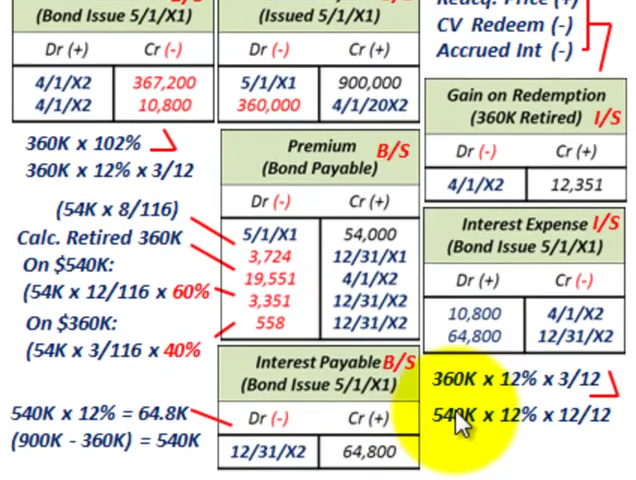 B/S
(Bond Issue 5/1/X1)
Dr (+) Cr (-)
4/1/X2 367,200
4/1/X2 10,800
360K x 102%
360K x 12% x 3/12
(54K x 8/116)
Calc. Retired 360K
On $540K:
(54K x 12/116 x 60%
On $360K:
(54K x 3/116 x 40%
540K x 12% = 64.8K
(900K - 360K) = 540K
(Issued 5/1/X1)
Dr (-) Cr (+)
5/1/X1 900,000
360,000 4/1/20X2
Premium B/S
(Bond Payable)
Dr (-) Cr (+)
5/1/X1 54,000
3,724 12/31/X1
19,551 4/1/X2
3,351 12/31/X2
558 12/31/X2
Interest Payable B/S
(Bond Issue 5/1/X1)
Dr (-) Cr (+)
12/31/X2 64,800
CV Redeem (-)
Accrued Int (-)
Gain on Redemption
(360K Retired) I/S
Dr (-) Cr (+)
4/1/X2 12,351
Interest Expense I/S
(Bond Issue 5/1/X1)
Dr (+) Cr (-)
10,800 4/1/X2
64,800 12/31/X2
360K x 12% x 3/12
540K x 12% x 12/12